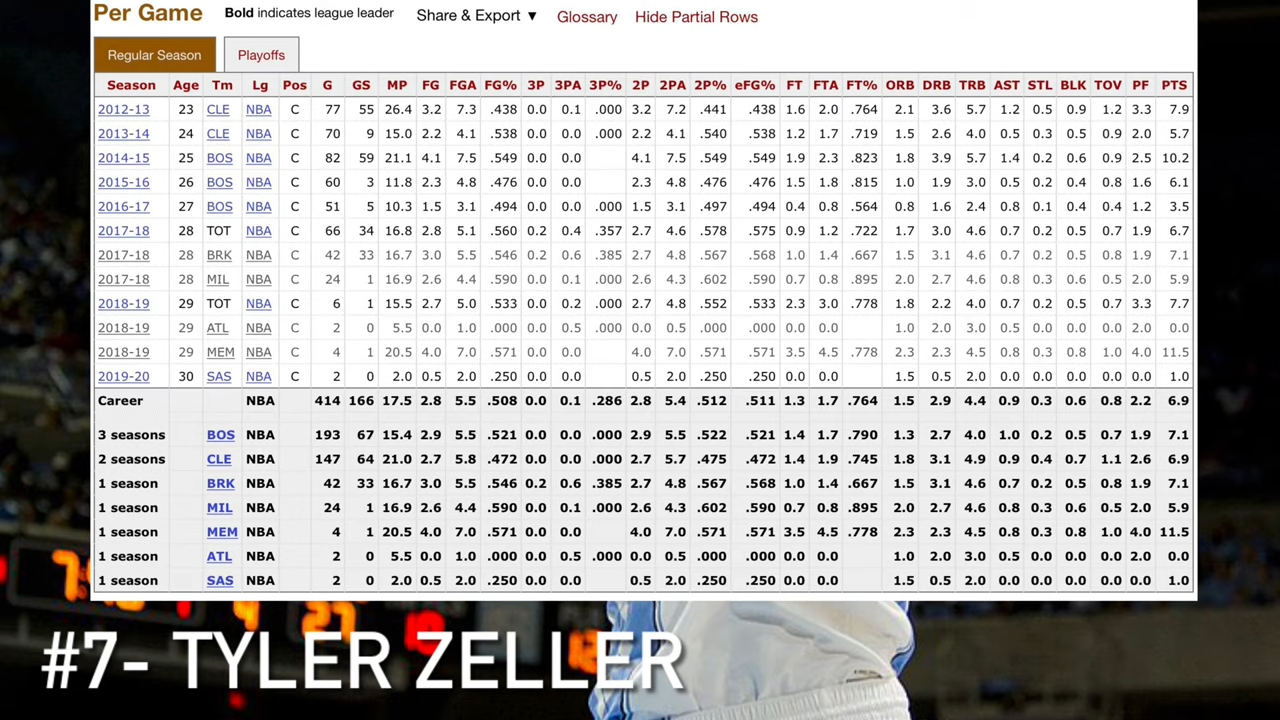 Per Game Bold indicates league leader Share & Export ▼ Glossary Hide Partial Rows
Regular Season Playoffs
Season Age Tm Lg Pos G GS MP FG FGA FG% 3P 3PA 3P% 2P 2PA 2P% eFG% FT FTA FT% ORB DRB TRB AST STL BLK TOV PF PTS
2012-13 23 CLE NBA C 77 55 26.4 3.2 7.3 .438 0.0 0.1 .000 3.2 7.2 .441 .438 1.6 2.0 .764 2.1 3.6 5.7 1.2 0.5 0.9 1.2 3.3 7.9
2013-14 24 CLE NBA C 70 9 15.0 2.2 4.1 .538 0.0 0.0 .000 2.2 4.1 .540 .538 1.2 1.7 .719 1.5 2.6 4.0 0.5 0.3 0.5 0.9 2.0 5.7
2014-15 25 BOS NBA C 82 59 21.1 4.1 7.5 .549 0.0 0.0 4.1 7.5 .549 .549 1.9 2.3 .823 1.8 3.9 5.7 1.4 0.2 0.6 0.9 2.5 10.2
2015-16 26 BOS NBA C 60 3 11.8 2.3 4.8 .476 0.0 0.0 2.3 4.8 .476 .476 1.5 1.8 .815 1.0 1.9 3.0 0.5 0.2 0.4 0.8 1.6 6.1
2016-17 27 BOS NBA C 51 5 10.3 1.5 3.1 .494 0.0 0.0 .000 1.5 3.1 .497 .494 0.4 0.8 .564 0.8 1.6 2.4 0.8 0.1 0.4 0.4 1.2 3.5
2017-18 28 TOT NBA C 66 34 16.8 2.8 5.1 .560 0.2 0.4 .357 2.7 4.6 .578 .575 0.9 1.2 .722 1.7 3.0 4.6 0.7 0.2 0.5 0.7 1.9 6.7
2017-18 28 BRK NBA C 42 33 16.7 3.0 5.5 .546 0.2 0.6 .385 2.7 4.8 .567 .568 1.0 1.4 .667 1.5 3.1 4.6 0.7 0.2 0.5 0.8 1.9 7.1
2017-18 28 MIL NBA C 24 1 16.9 2.6 4.4 .590 0.0 0.1 .000 2.6 4.3 .602 .590 0.7 0.8 .895 2.0 2.7 4.6 0.8 0.3 0.6 0.5 2.0 5.9
2018-19 29 TOT NBA C 6 1 15.5 2.7 5.0 .533 0.0 0.2 .000 2.7 4.8 .552 .533 2.3 3.0 .778 1.8 2.2 4.0 0.7 0.2 0.5 0.7 3.3 7.7
2018-19 29 ATL NBA C 2 0 5.5 0.0 1.0 .000 0.0 0.5 .000 0.0 0.5 .000 .000 0.0 0.0 1.0 2.0 3.0 0.5 0.0 0.0 0.0 2.0 0.0
2018-19 29 MEM NBA C 4 1 20.5 4.0 7.0 .571 0.0 0.0 4.0 7.0 .571 .571 3.5 4.5 .778 2.3 2.3 4.5 0.8 0.3 0.8 1.0 4.0 11.5
2019-20 30 SAS NBA C 2 0 2.0 0.5 2.0 .250 0.0 0.0 0.5 2.0 .250 .250 0.0 0.0 1.5 0.5 2.0 0.0 0.0 0.0 0.0 0.0 1.0
Career NBA 414 166 17.5 2.8 5.5 .508 0.0 0.1 .286 2.8 5.4 .512 .511 1.3 1.7 .764 1.5 2.9 4.4 0.9 0.3 0.6 0.8 2.2 6.9
3 seasons BOS NBA 193 67 15.4 2.9 5.5 .521 0.0 0.0 .000 2.9 5.5 .522 .521 1.4 1.7 .790 1.3 2.7 4.0 1.0 0.2 0.5 0.7 1.9 7.1
2 seasons CLE NBA 147 64 21.0 2.7 5.8 .472 0.0 0.0 .000 2.7 5.7 .475 .472 1.4 1.9 .745 1.8 3.1 4.9 0.9 0.4 0.7 1.1 2.6 6.9
1 season BRK NBA 42 33 16.7 3.0 5.5 .546 0.2 0.6 .385 2.7 4.8 .567 .568 1.0 1.4 .667 1.5 3.1 4.6 0.7 0.2 0.5 0.8 1.9 7.1
1 season MIL NBA 24 1 16.9 2.6 4.4 .590 0.0 0.1 .000 2.6 4.3 .602 .590 0.7 0.8 .895 2.0 2.7 4.6 0.8 0.3 0.6 0.5 2.0 5.9
1 season MEM NBA 4 1 20.5 4.0 7.0 .571 0.0 0.0 4.0 7.0 .571 .571 3.5 4.5 .778 2.3 2.3 4.5 0.8 0.3 0.8 1.0 4.0 11.5
1 season ATL NBA 2 0 5.5 0.0 1.0 .000 0.0 0.5 .000 0.0 0.5 .000 .000 0.0 0.0 1.0 2.0 3.0 0.5 0.0 0.0 0.0 2.0 0.0
1 season SAS NBA 2 0 2.0 0.5 2.0 .250 0.0 0.0 0.5 2.0 .250 .250 0.0 0.0 1.5 0.5 2.0 0.0 0.0 0.0 0.0 0.0 1.0
#7- TYLER ZELLER